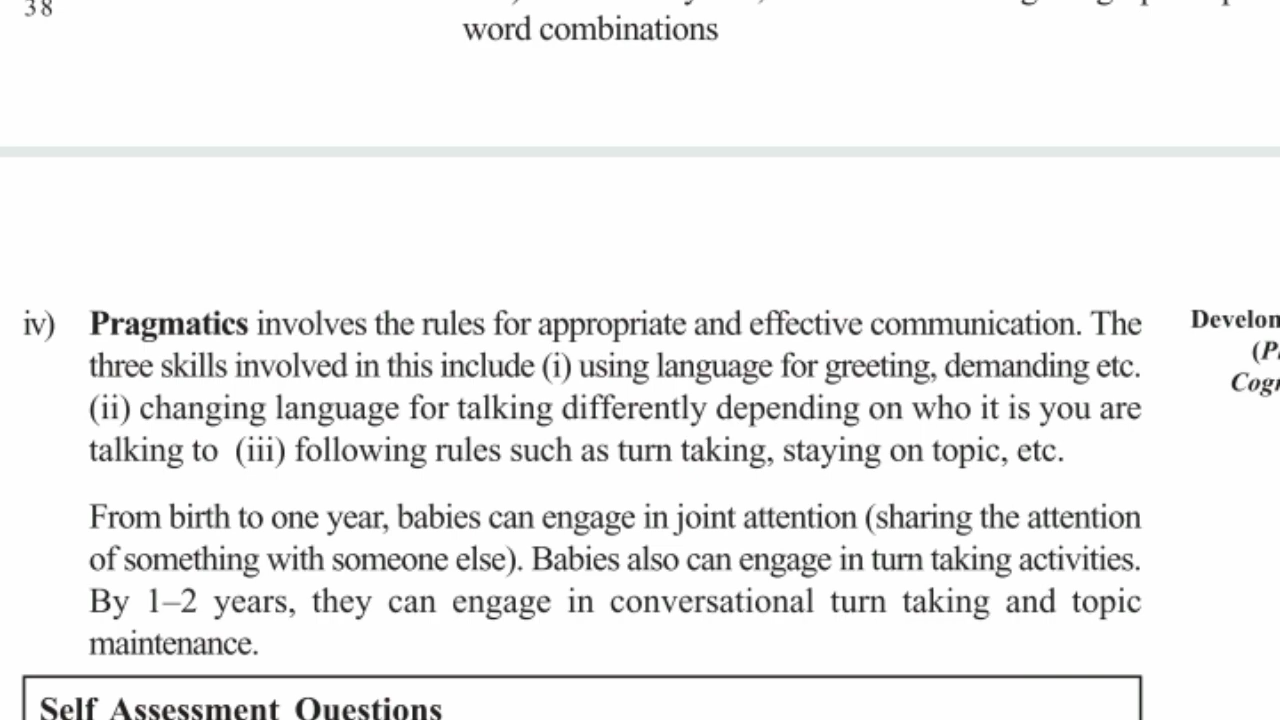 38
word combinations
iv) Pragmatics involves the rules for appropriate and effective communication. The
three skills involved in this include (i) using language for greeting, demanding etc.
(ii) changing language for talking differently depending on who it is you are
talking to (iii) following rules such as turn taking, staying on topic, etc.
From birth to one year, babies can engage in joint attention (sharing the attention
of something with someone else). Babies also can engage in turn taking activities.
By 1–2 years, they can engage in conversational turn taking and topic
maintenance.
Self Assessment Questions